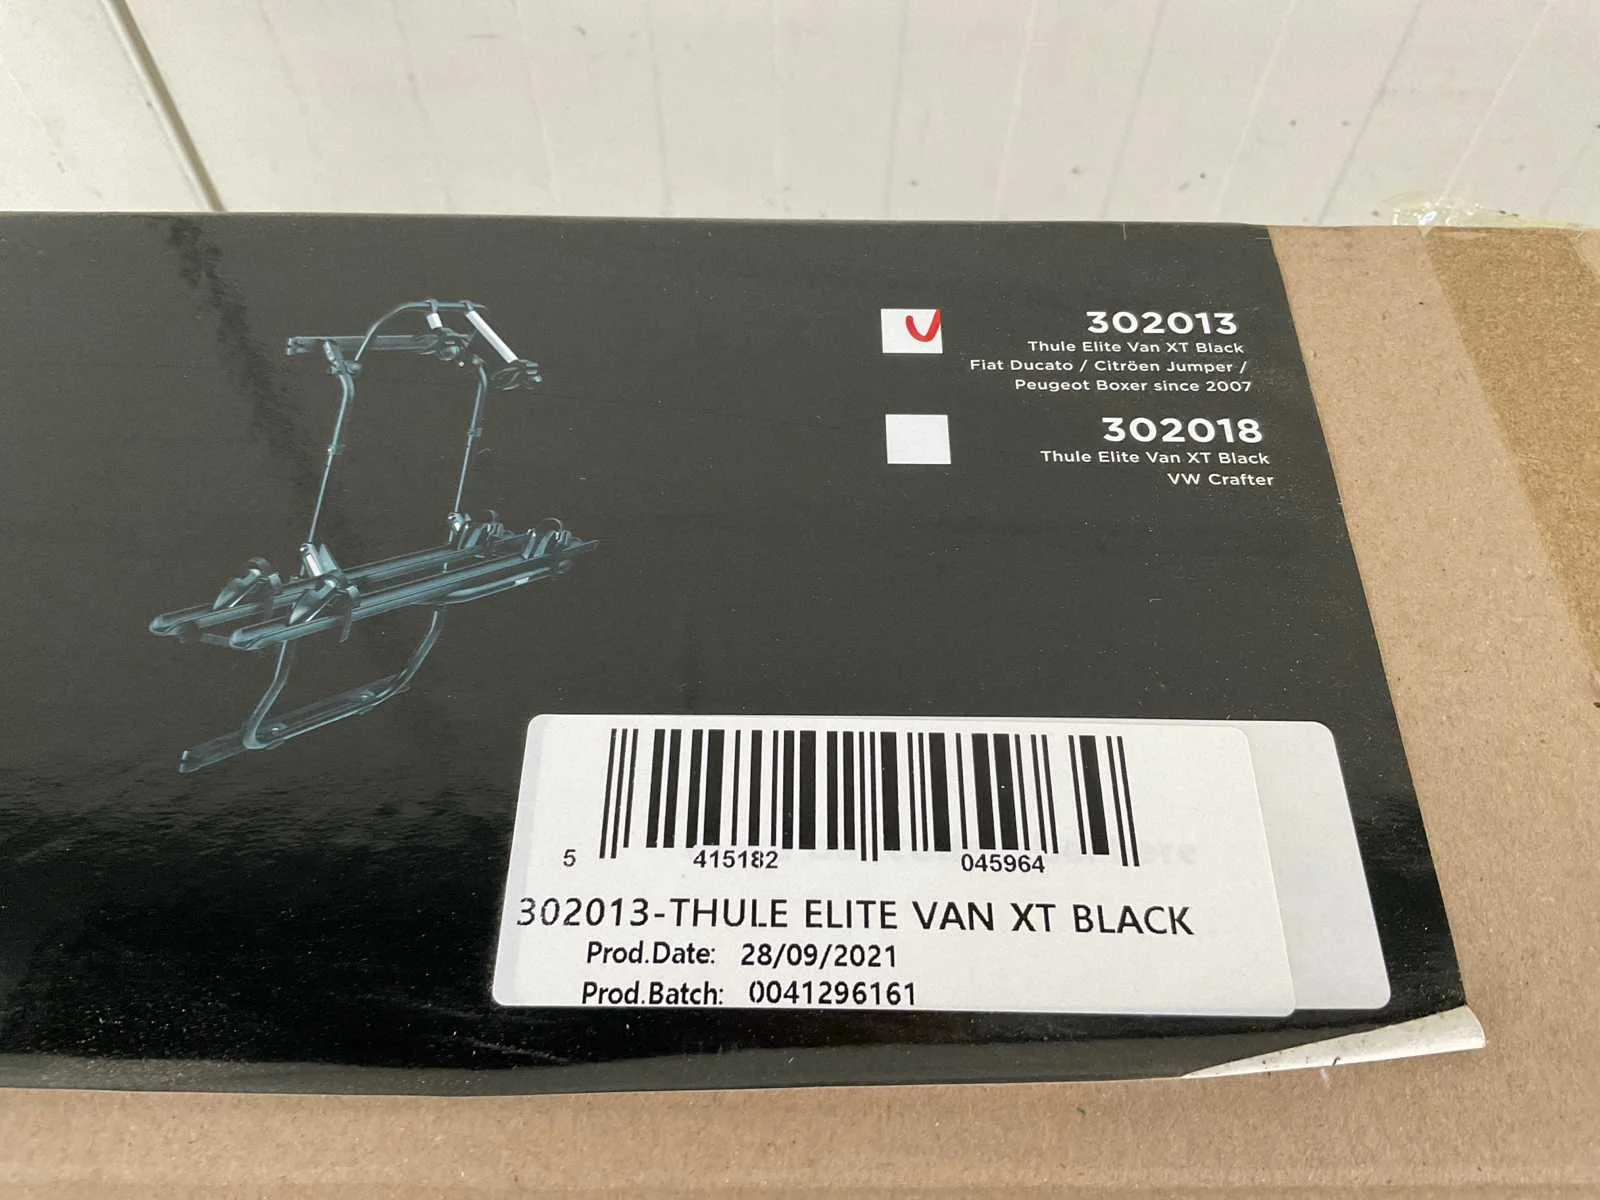 302013
Thule Elite Van XT Black
Fiat Ducato / Citröen Jumper /
Peugeot Boxer since 2007
302018
Thule Elite Van XT Black
VW Crafter
5 415182 045964
302013-THULE ELITE VAN XT BLACK
Prod.Date: 28/09/2021
Prod.Batch: 0041296161